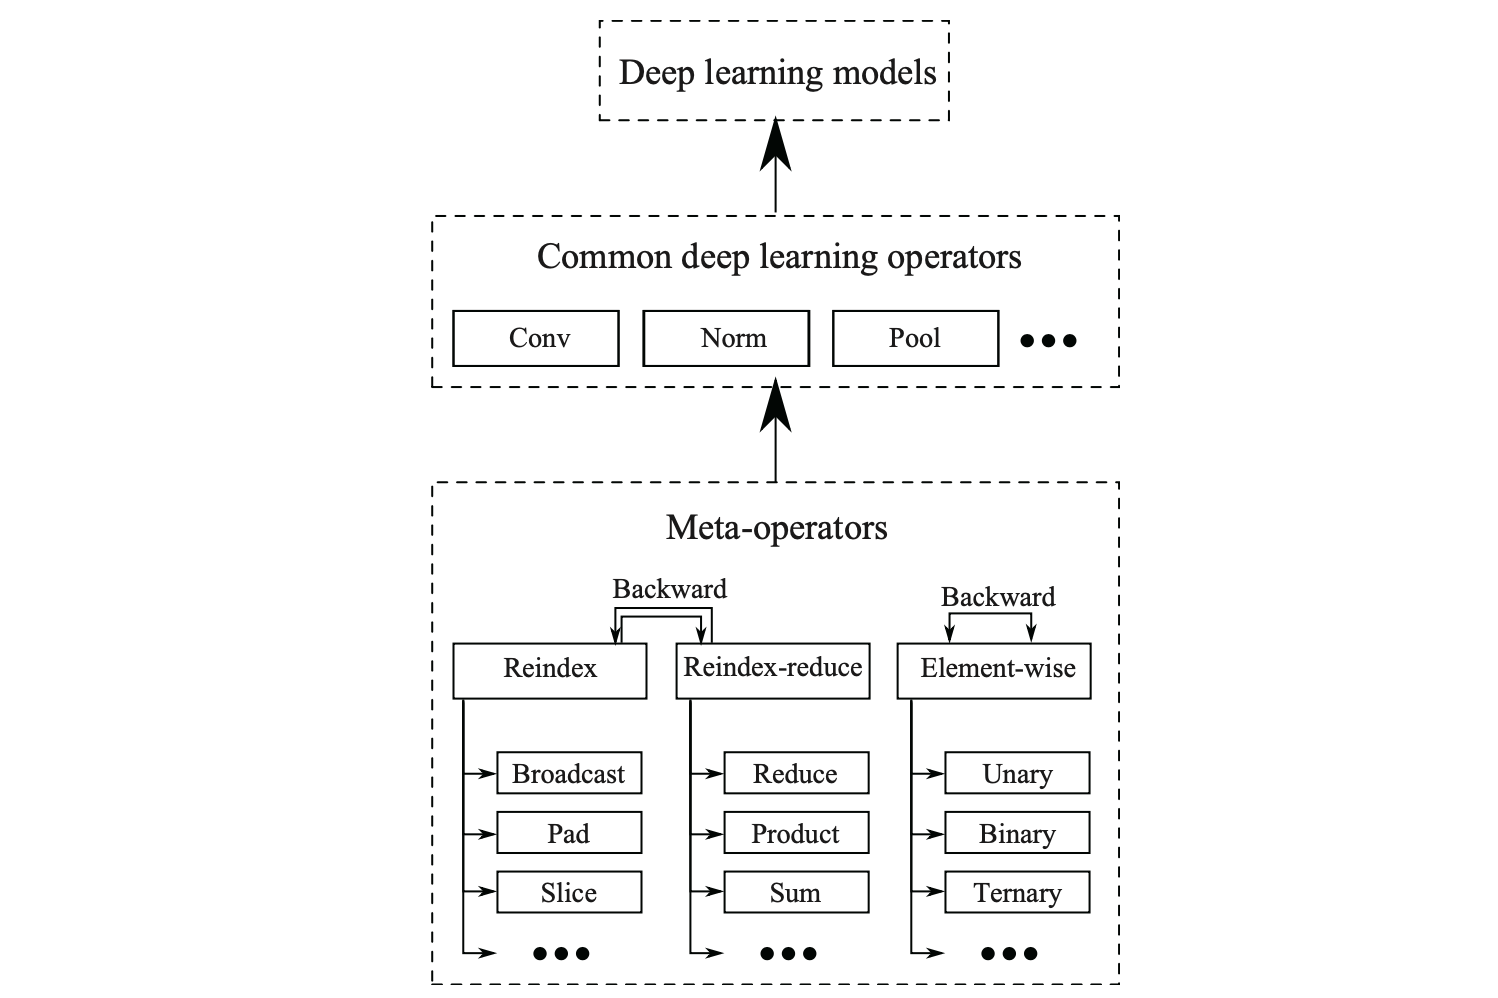 Deep learning models
Common deep learning operators
Conv
Norm
Pool
Meta-operators
Backward
Backward
Reindex
Reindex-reduce
Element-wise
Broadcast
Reduce
Unary
Pad
Product
Binary
Slice
Sum
Ternary